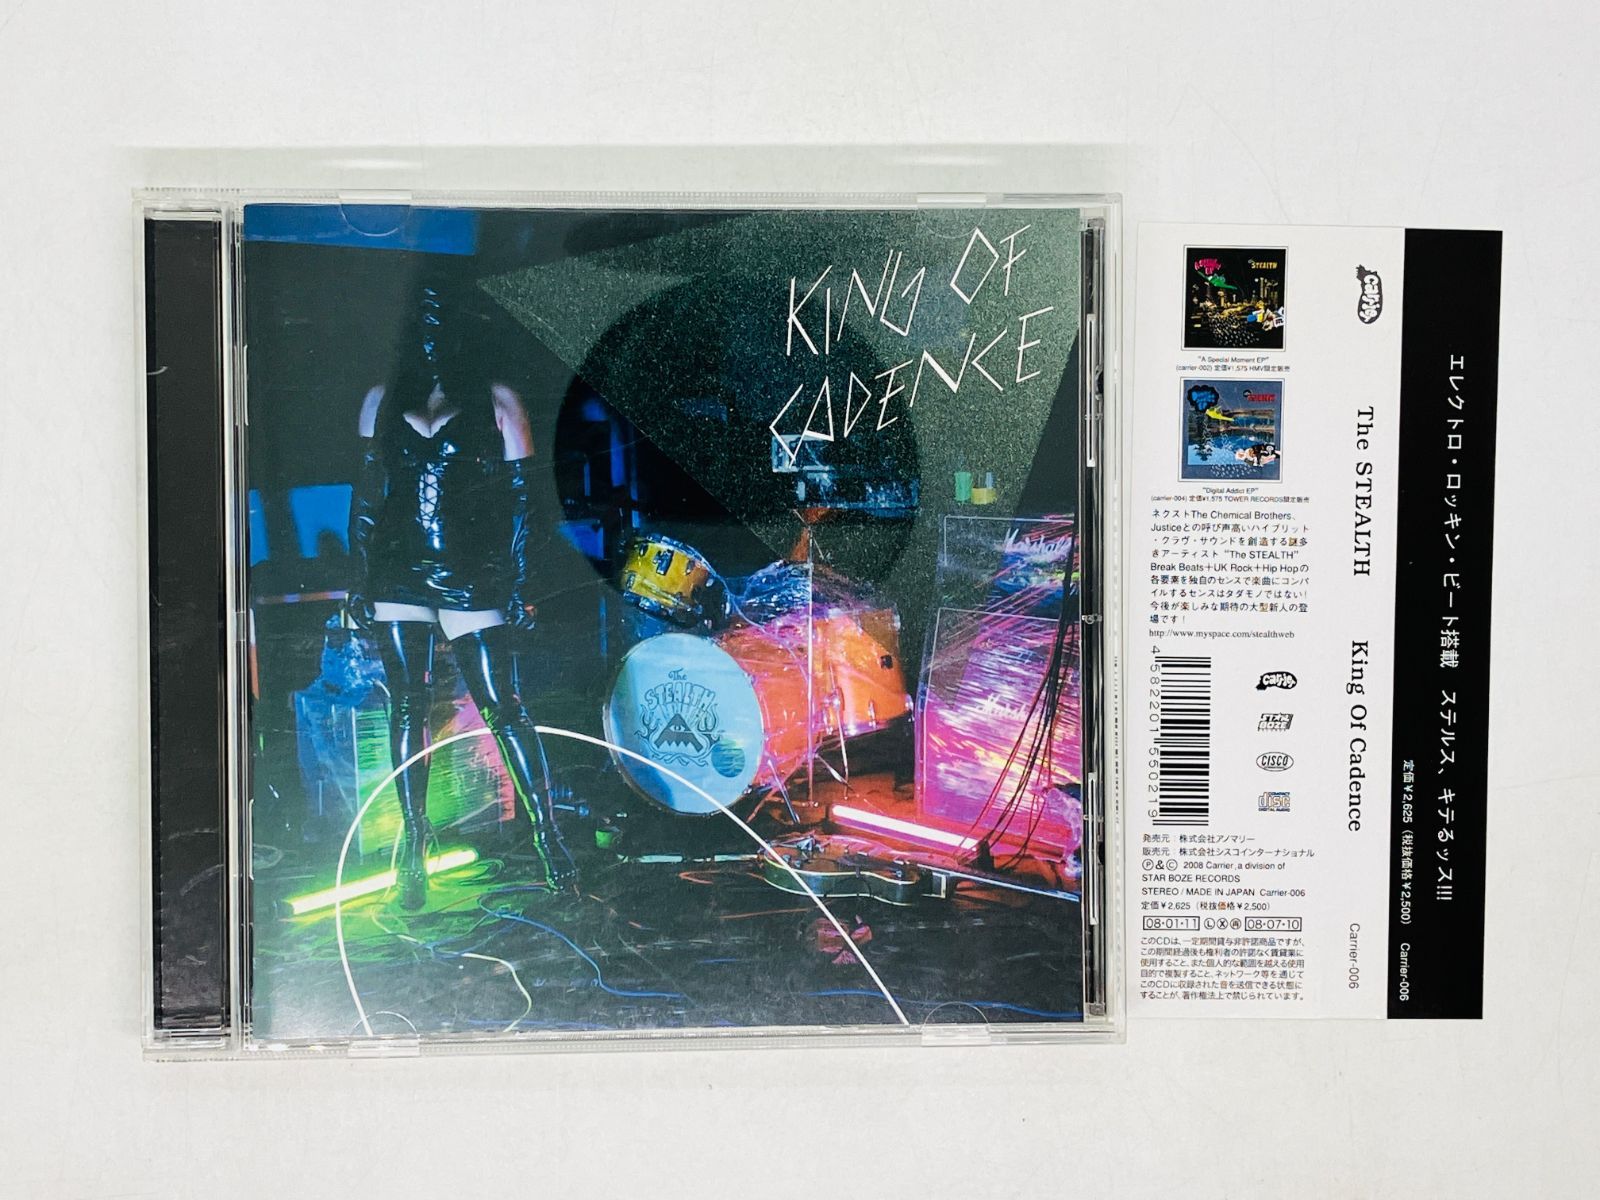 KING OF
CADENCE
Marshall
The
STEALTH
STEALTH
"A Special Moment EP"
(carrier-002) 定価¥1,575 HMV限定販売
"Digital Addict EP"
(carrier-004) 定価¥1,575 TOWER RECORDS限定販売
ネクストThe Chemical Brothers、
Justiceとの呼び声高いハイブリット
・クラヴ・サウンドを創造する謎多
きアーティスト“The STEALTH”
Break Beats+UK Rock+Hip Hopの
各要素を独自のセンスで楽曲にコンパ
イルするセンスはタダモノではない!
今後が楽しみな期待の大型新人の登
場です!
http://www.myspace.com/stealthweb
4582201550219
carrier
STAR
BOZE
CISCO
COMPACT
disc
DIGITAL AUDIO
発売元:株式会社アノマリー
販売元:株式会社シスコインターナショナル
Ⓟ&Ⓒ 2008 Carrier,a division of
STAR BOZE RECORDS
STEREO / MADE IN JAPAN Carrier-006
定価¥2,625(税抜価格¥2,500)
08・01・11 Ⓛ Ⓧ 再 08・07・10
このCDは、一定期間貸与非許諾商品ですが、
この期間経過後も権利者の許諾なく賃貸業に
使用すること、また個人的な範囲を越える使用
目的で複製すること、ネットワーク等を通じて
このCDに収録された音を送信できる状態に
することが、著作権法上で禁じられています。
carrier
The STEALTH King Of Cadence
Carrier-006
エレクトロ・ロッキン・ビート搭載 ステルス、キテるッス!!!
定価¥2,625(税抜価格¥2,500) Carrier-006